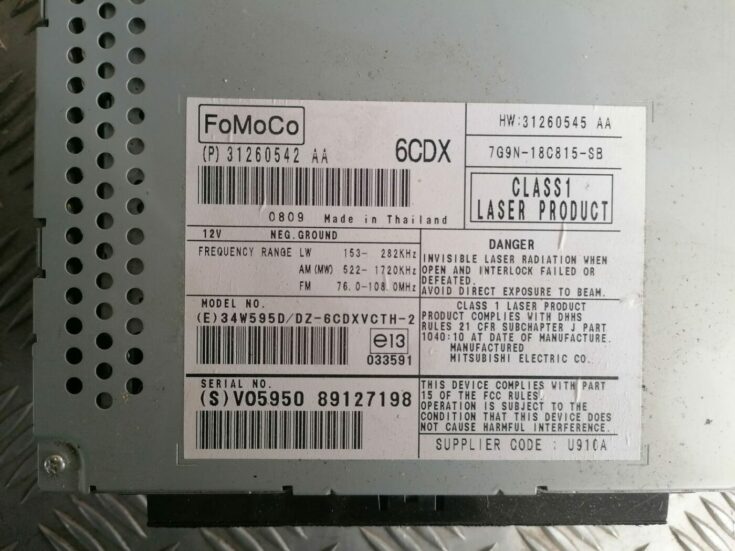 FoMoCo
(P) 31260542 AA
6CDX
0809 Made in Thailand
HW:31260545 AA
7G9N-18C815-SB
CLASS1
LASER PRODUCT
12V NEG.GROUND
FREQUENCY RANGE LW 153- 282KHz
AM(MW) 522- 1720KHz
FM 76.0-108.0MHz
DANGER
INVISIBLE LASER RADIATION WHEN
OPEN AND INTERLOCK FAILED OR
DEFEATED.
AVOID DIRECT EXPOSURE TO BEAM.
MODEL NO.
(E)34W595D/DZ-6CDXVCTH-2
e13
033591
CLASS 1 LASER PRODUCT
PRODUCT COMPLIES WITH DHHS
RULES 21 CFR SUBCHAPTER J PART
1040:10 AT DATE OF MANUFACTURE.
MANUFACTURED
MITSUBISHI ELECTRIC CO.
SERIAL NO.
(S)V05950 89127198
THIS DEVICE COMPLIES WITH PART
15 OF THE FCC RULES.
OPERATION IS SUBJECT TO THE
CONDITION THAT THIS DEVICE DOES
NOT CAUSE HARMFUL INTERFERENCE.
SUPPLIER CODE : U910A